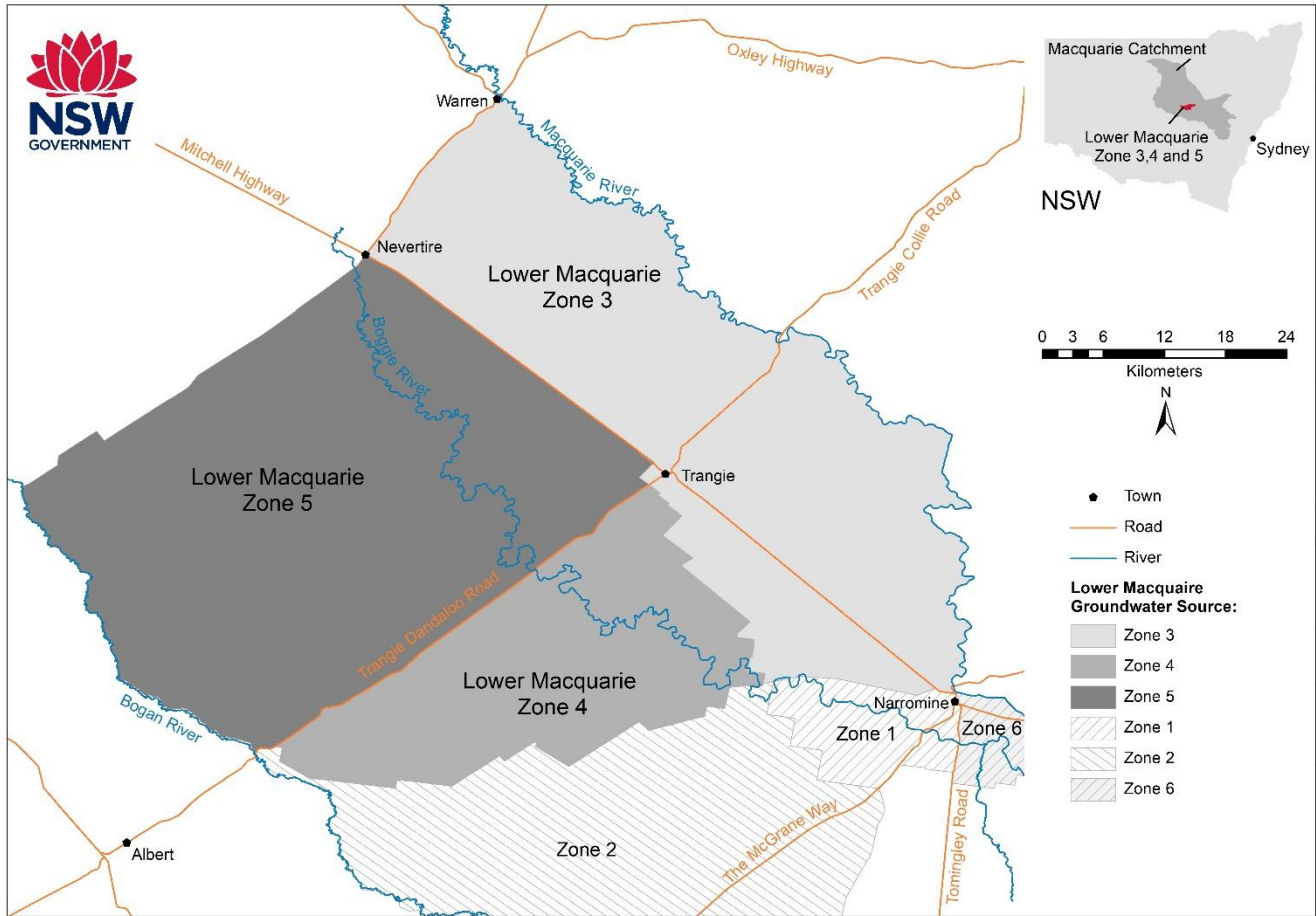 NSW
GOVERNMENT
Warren
Oxley Highway
Macquarie River
Mitchell Highway
Nevertire
Trangie Collie Road
Lower Macquarie
Zone 3
Boggie River
Lower Macquarie
Zone 5
Trangie
Trangie Dandaloo Road
Lower Macquarie
Zone 4
Bogan River
Narromine
Zone 1
Zone 6
The McGrane Way
Tomingley Road
Zone 2
Albert
Macquarie Catchment
Lower Macquarie
Zone 3,4 and 5
Sydney
NSW
0 3 6 12 18 24
Kilometers
N
Town
Road
River
Lower Macquaire
Groundwater Source:
Zone 3
Zone 4
Zone 5
Zone 1
Zone 2
Zone 6